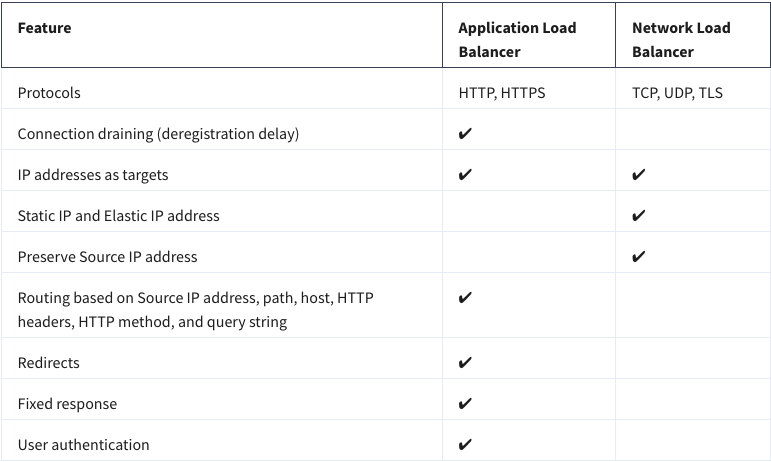 Feature
Application Load
Balancer
Network Load
Balancer
Protocols
HTTP, HTTPS
TCP, UDP, TLS
Connection draining (deregistration delay)
✔
IP addresses as targets
✔
✔
Static IP and Elastic IP address
✔
Preserve Source IP address
✔
Routing based on Source IP address, path, host, HTTP
headers, HTTP method, and query string
✔
Redirects
✔
Fixed response
✔
User authentication
✔